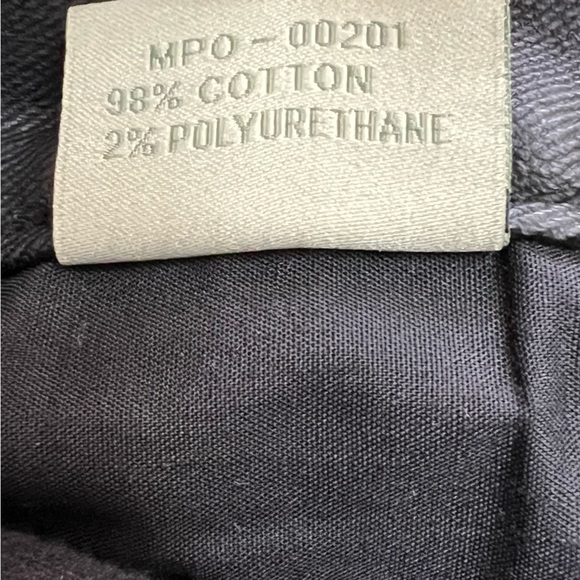 MPO - 00201
98% COTTON
2% POLYURETHANE